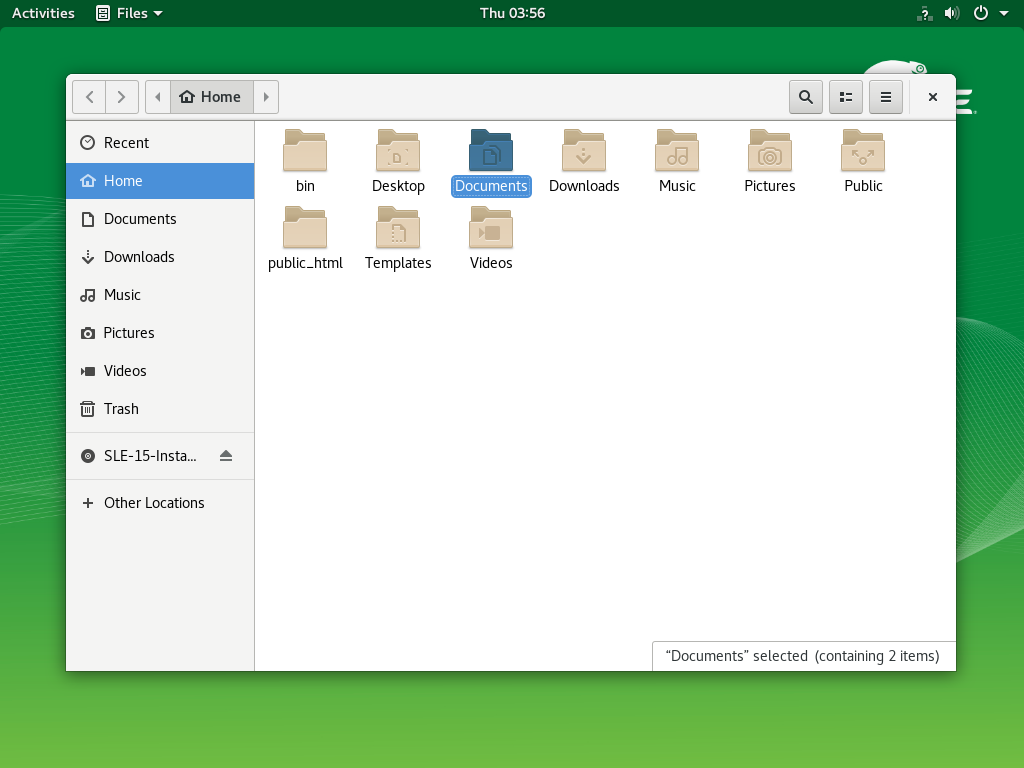 Activities Files Thu 03:56
Home
Recent
Home
Documents
Downloads
Music
Pictures
Videos
Trash
SLE-15-Insta...
Other Locations
bin Desktop Documents Downloads Music Pictures Public
public_html Templates Videos
“Documents” selected (containing 2 items)